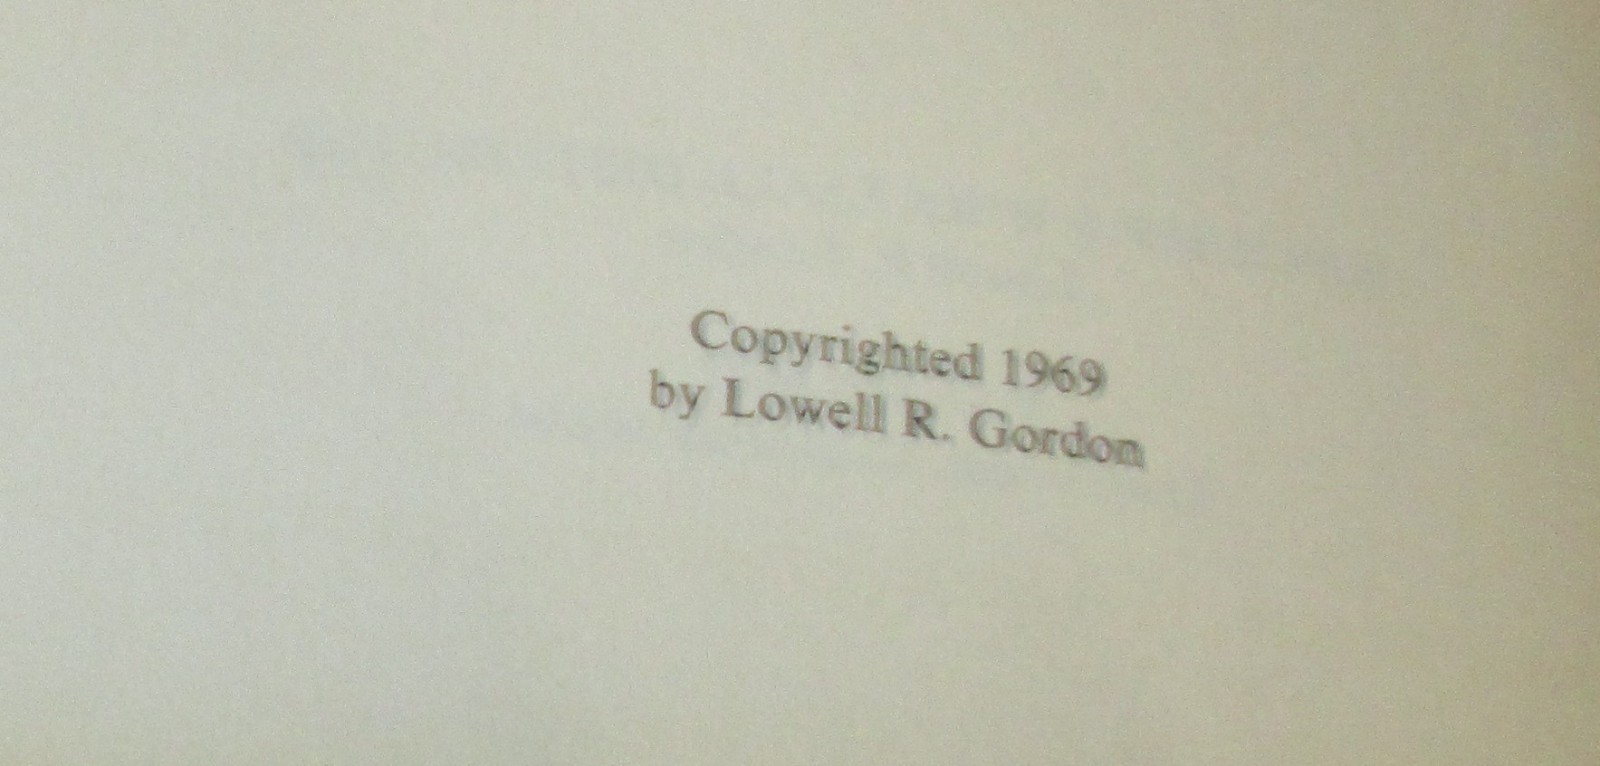 Copyrighted 1969
by Lowell R. Gordon